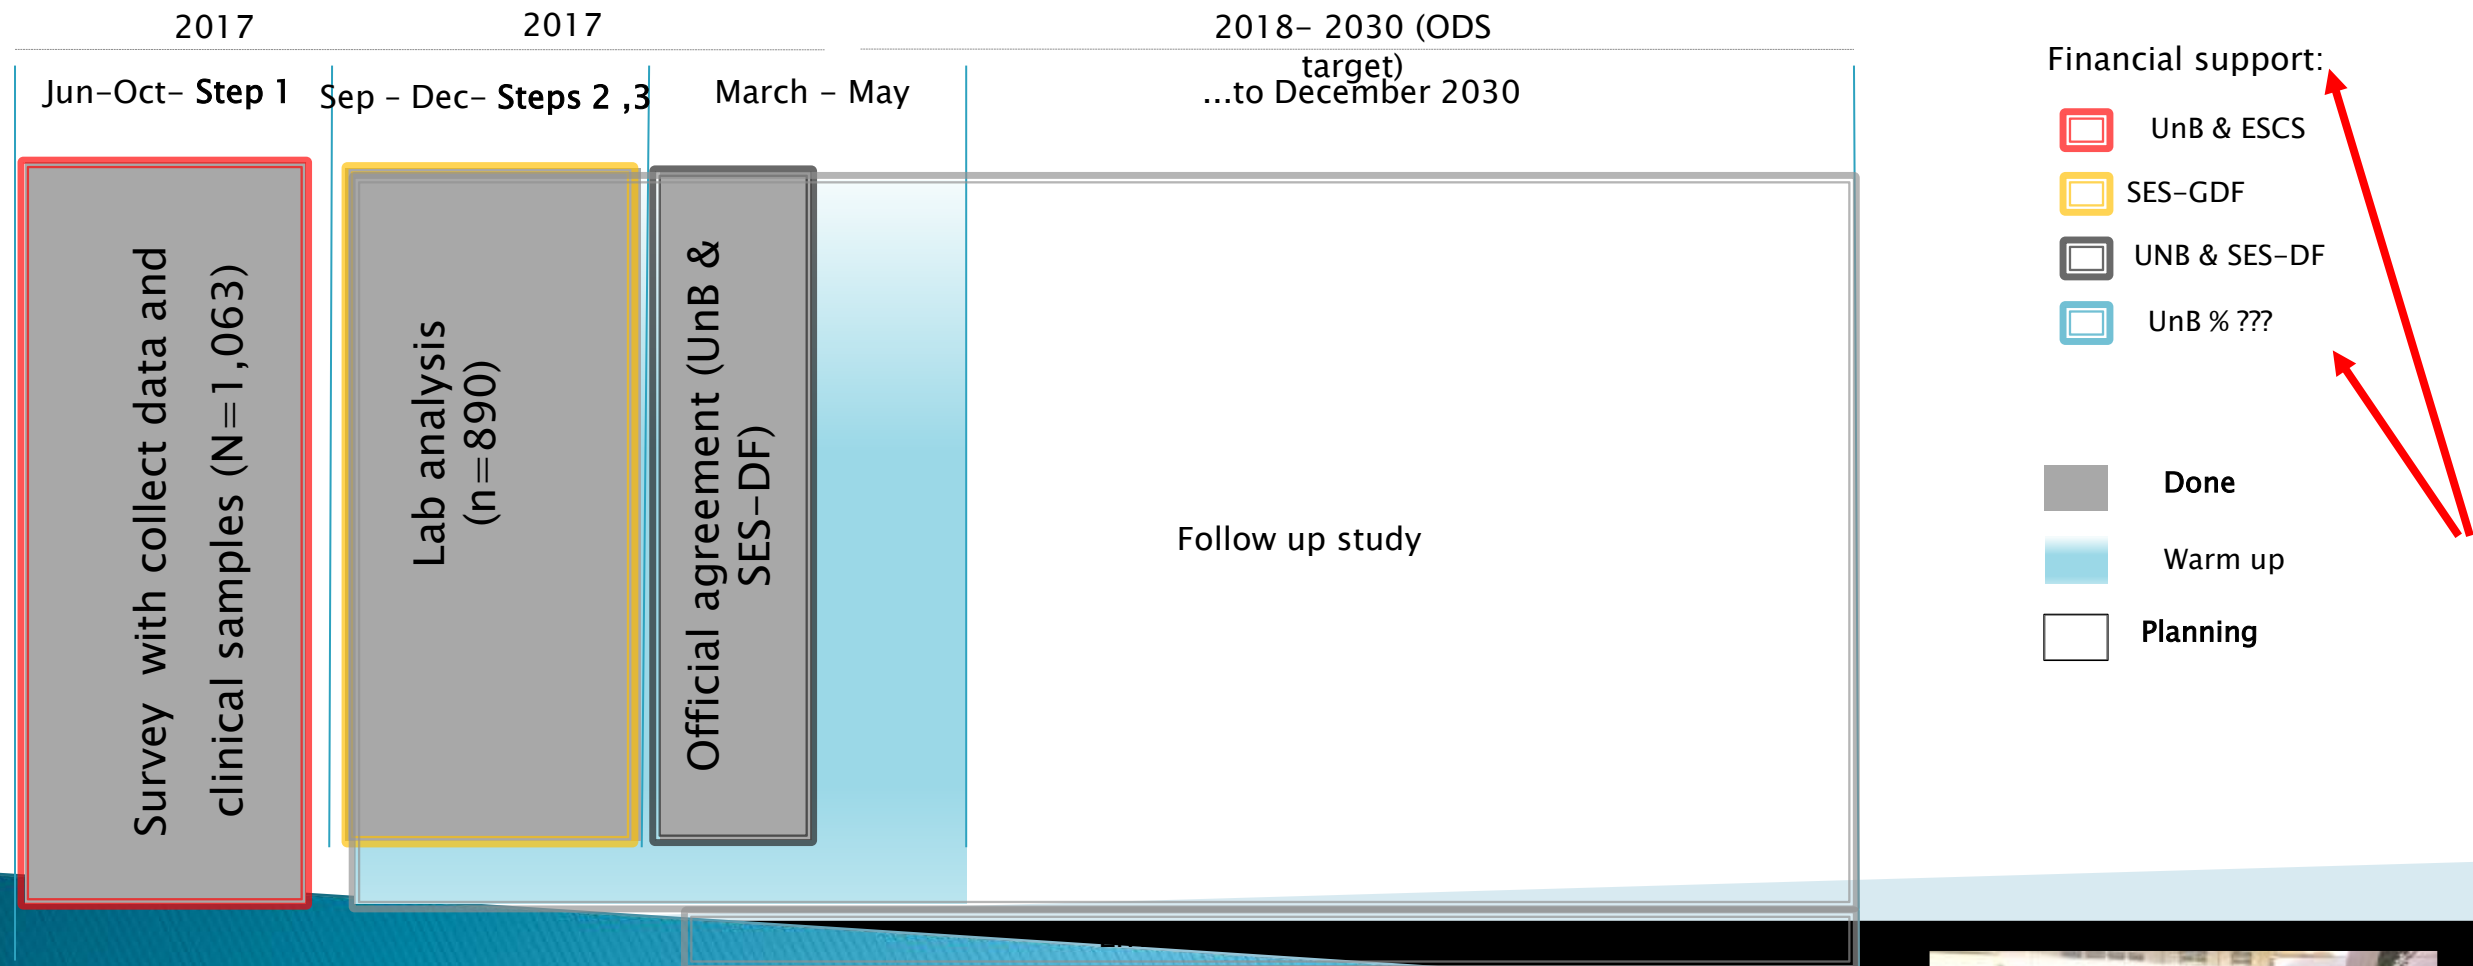 2017
2017
2018- 2030 (ODS
target)
Jun-Oct- Step 1
Sep - Dec- Steps 2 ,3
March - May
...to December 2030
Survey with collect data and
clinical samples (N=1,063)
Lab analysis
(n=890)
Official agreement (UnB &
SES-DF)
Follow up study
Financial support:
UnB & ESCS
SES-GDF
UNB & SES-DF
UnB % ???
Done
Warm up
Planning